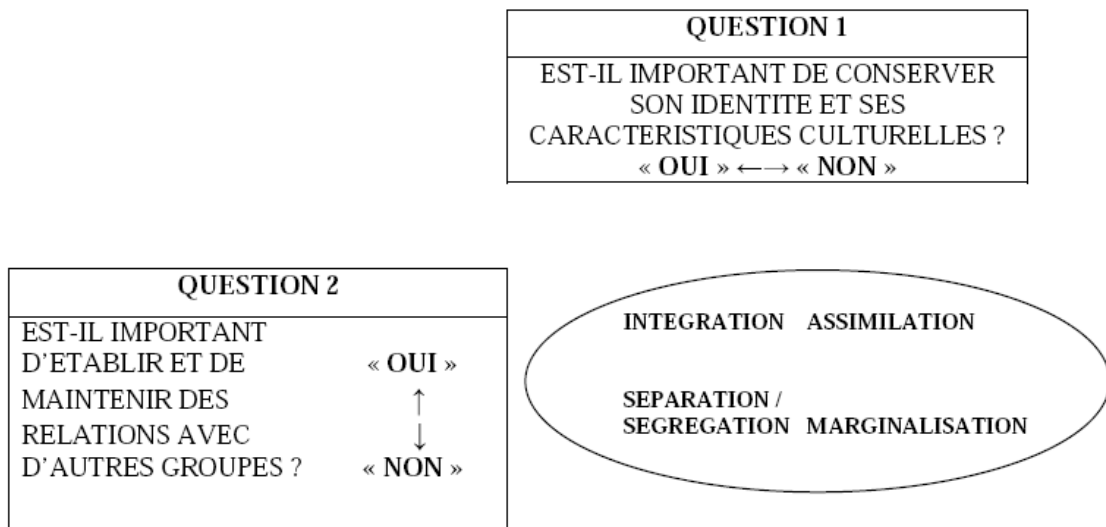 QUESTION 1
EST-IL IMPORTANT DE CONSERVER
SON IDENTITE ET SES
CARACTERISTIQUES CULTURELLES ?
« OUI » ←→ « NON »
QUESTION 2
EST-IL IMPORTANT
D’ETABLIR ET DE « OUI »
MAINTENIR DES ↑
RELATIONS AVEC ↓
D’AUTRES GROUPES ? « NON »
INTEGRATION ASSIMILATION
SEPARATION /
SEGREGATION MARGINALISATION